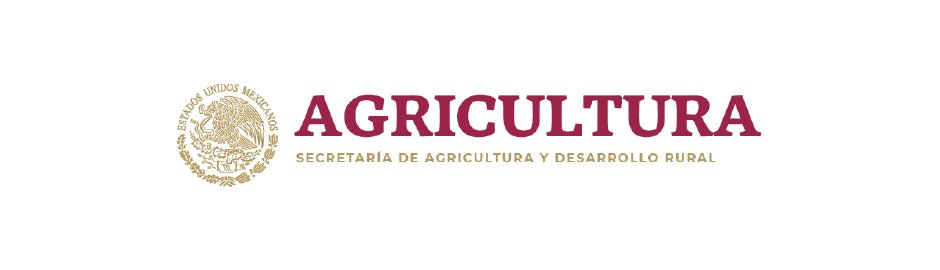 ESTADOS UNIDOS MEXICANOS
AGRICULTURA
SECRETARÍA DE AGRICULTURA Y DESARROLLO RURAL